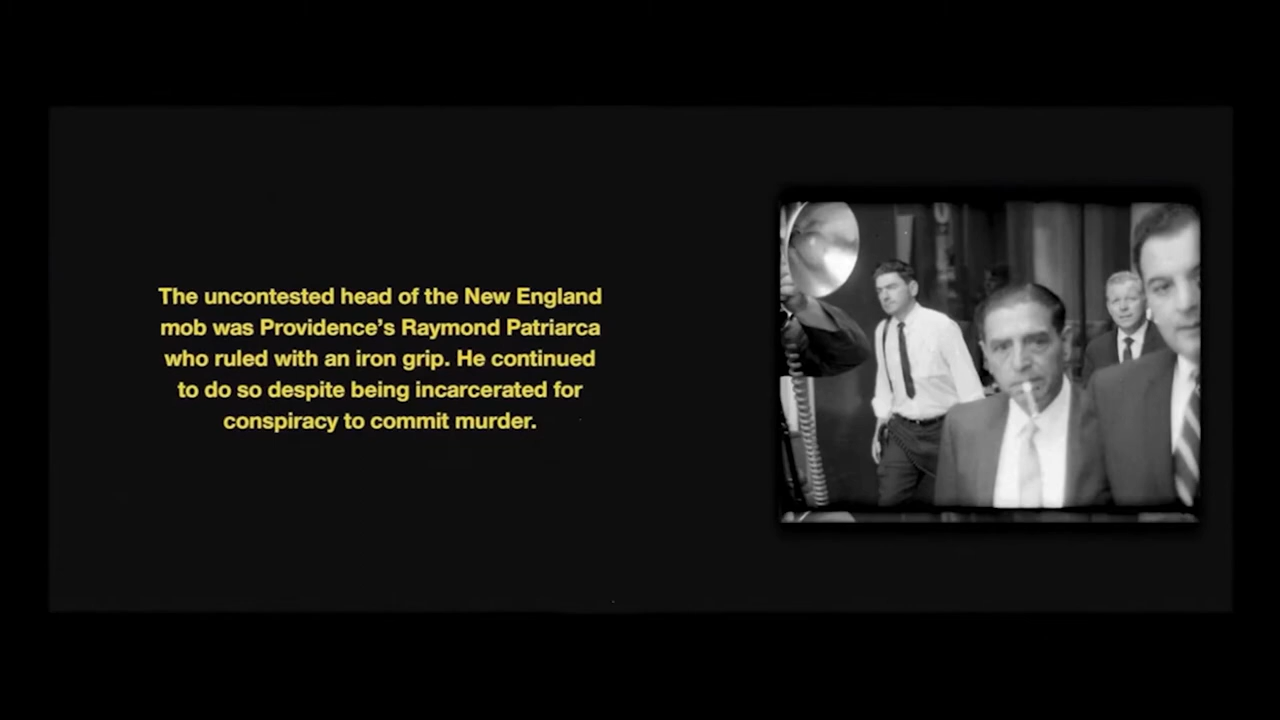 The uncontested head of the New England
mob was Providence’s Raymond Patriarca
who ruled with an iron grip. He continued
to do so despite being incarcerated for
conspiracy to commit murder.